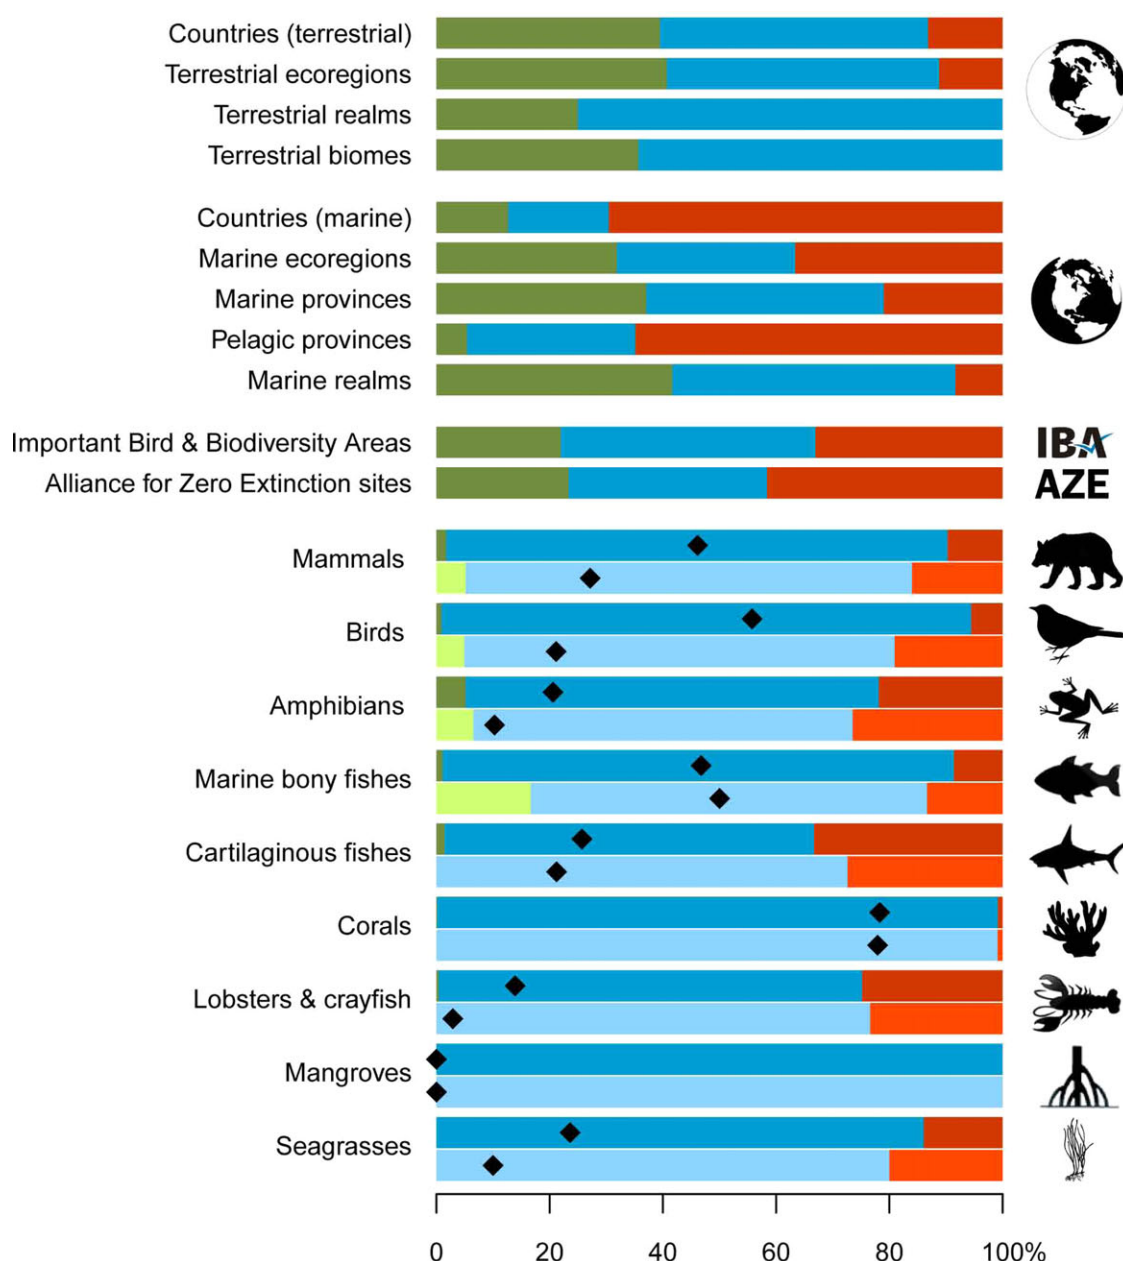 Countries (terrestrial)
Terrestrial ecoregions
Terrestrial realms
Terrestrial biomes
Countries (marine)
Marine ecoregions
Marine provinces
Pelagic provinces
Marine realms
Important Bird & Biodiversity Areas
IBA
Alliance for Zero Extinction sites
AZE
Mammals
Birds
Amphibians
Marine bony fishes
Cartilaginous fishes
Corals
Lobsters & crayfish
Mangroves
Seagrasses
0 20 40 60 80 100%